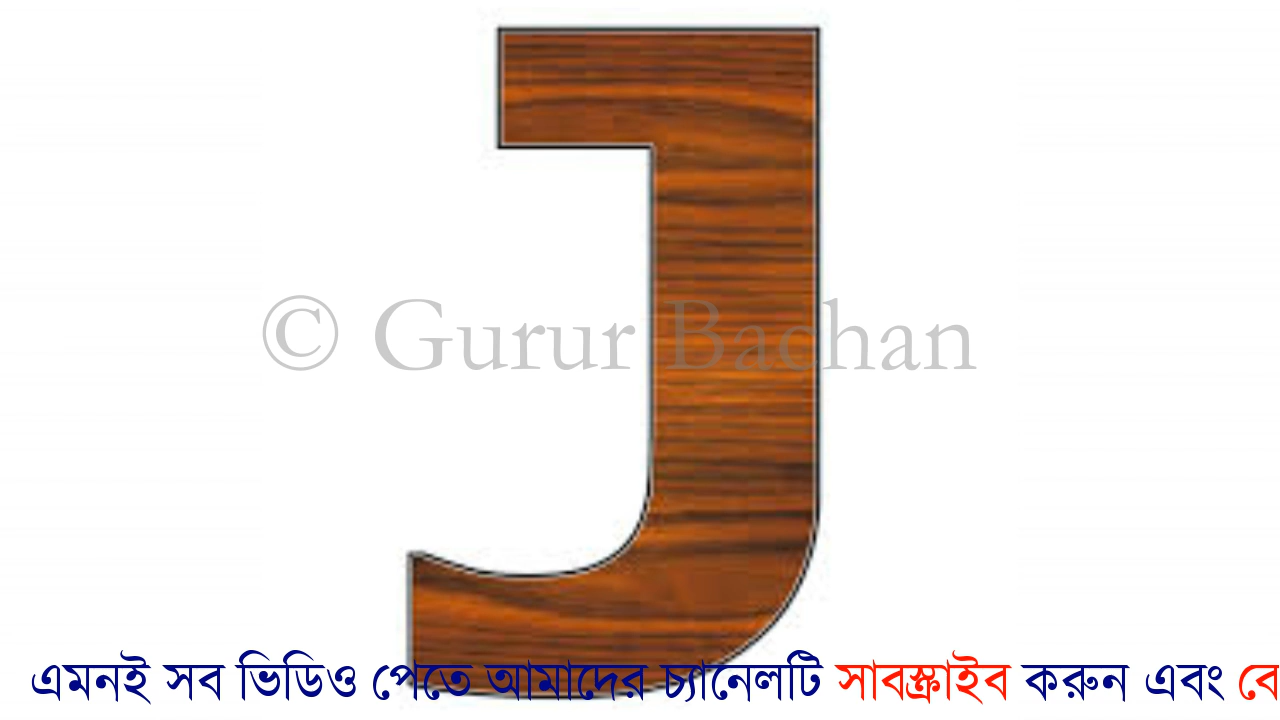 J
© Gurur Bachan
এমনই সব ভিডিও পেতে আমাদের চ্যানেলটি সাবস্ক্রাইব করুন এবং বে